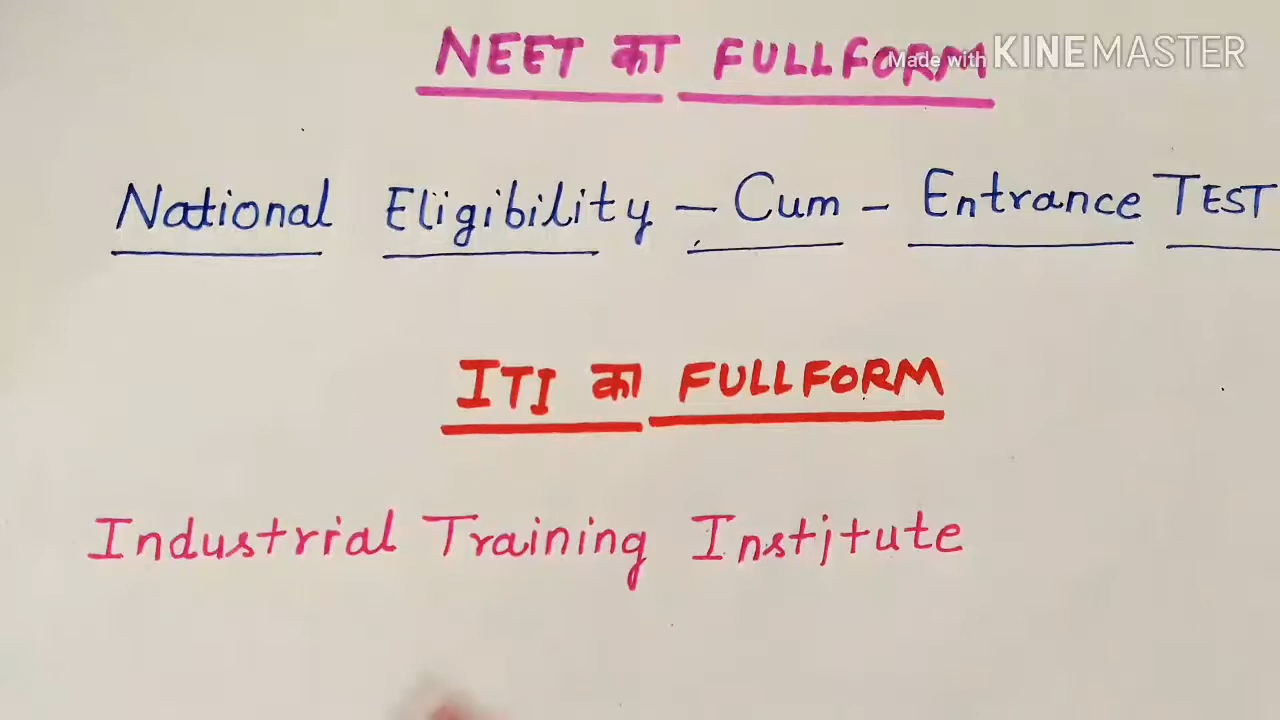 NEET का FULLFORM
Made with KINEMASTER
National Eligibility - Cum - Entrance TEST
ITI का FULLFORM
Industrial Training Institute